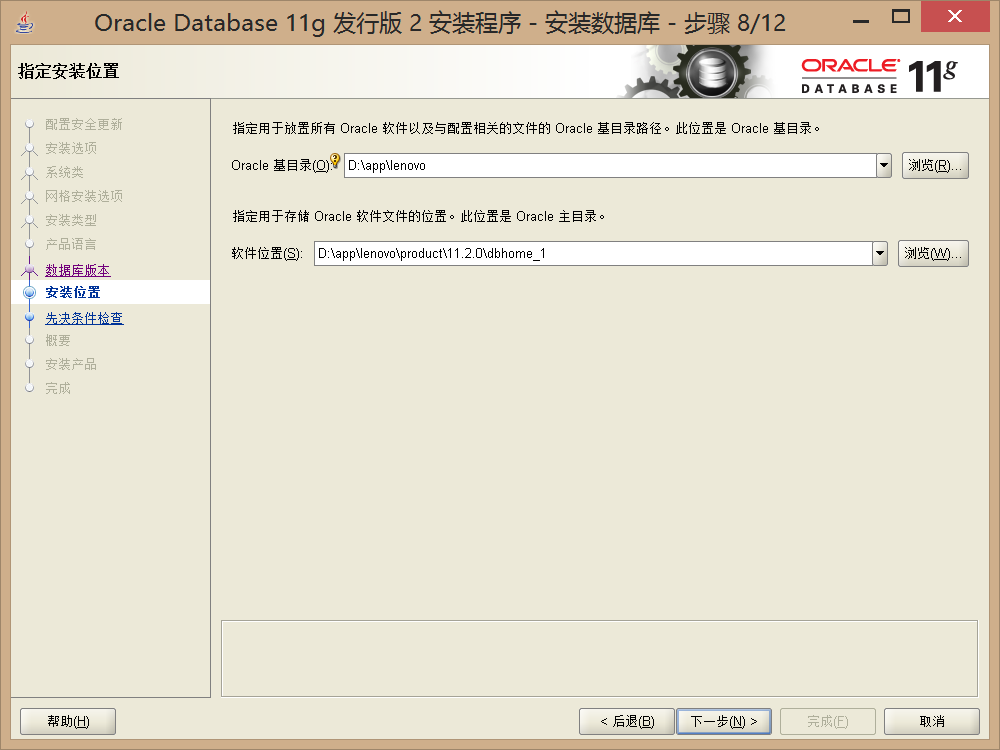 Oracle Database 11g 发行版 2 安装程序 - 安装数据库 - 步骤 8/12
指定安装位置
ORACLE
DATABASE
11g
配置安全更新
安装选项
系统类
网格安装选项
安装类型
产品语言
数据库版本
安装位置
先决条件检查
概要
安装产品
完成
指定用于放置所有 Oracle 软件以及与配置相关的文件的 Oracle 基目录路径。此位置是 Oracle 基目录。
Oracle 基目录(O): D:\app\lenovo 浏览(R)...
指定用于存储 Oracle 软件文件的位置。此位置是 Oracle 主目录。
软件位置(S): D:\app\lenovo\product\11.2.0\dbhome_1 浏览(W)...
帮助(H) < 后退(B) 下一步(N) > 完成(F) 取消